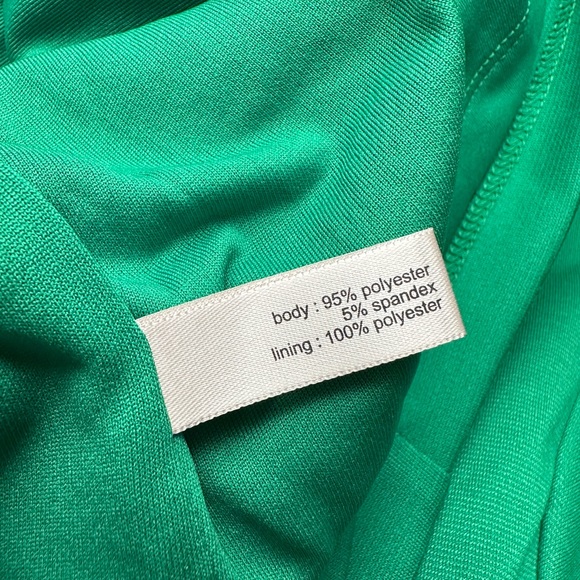 body : 95% polyester
5% spandex
lining : 100% polyester